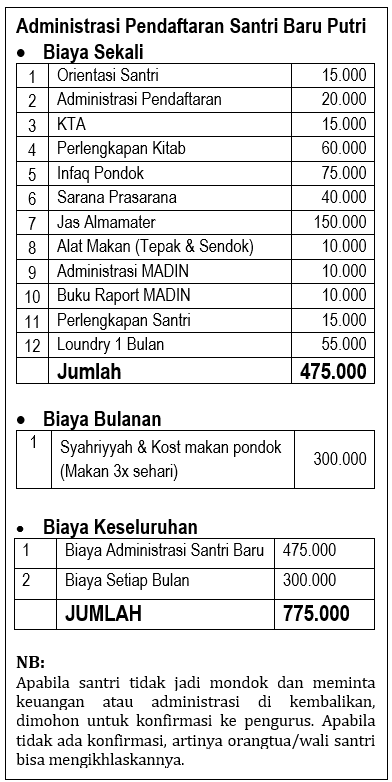 Administrasi Pendaftaran Santri Baru Putri
• Biaya Sekali
1 Orientasi Santri 15.000
2 Administrasi Pendaftaran 20.000
3 KTA 15.000
4 Perlengkapan Kitab 60.000
5 Infaq Pondok 75.000
6 Sarana Prasarana 40.000
7 Jas Almamater 150.000
8 Alat Makan (Tepak & Sendok) 10.000
9 Administrasi MADIN 10.000
10 Buku Raport MADIN 10.000
11 Perlengkapan Santri 15.000
12 Loundry 1 Bulan 55.000
Jumlah 475.000
• Biaya Bulanan
1 Syahriyyah & Kost makan pondok
(Makan 3x sehari) 300.000
• Biaya Keseluruhan
1 Biaya Administrasi Santri Baru 475.000
2 Biaya Setiap Bulan 300.000
JUMLAH 775.000
NB:
Apabila santri tidak jadi mondok dan meminta
keuangan atau administrasi di kembalikan,
dimohon untuk konfirmasi ke pengurus. Apabila
tidak ada konfirmasi, artinya orangtua/wali santri
bisa mengikhlaskannya.